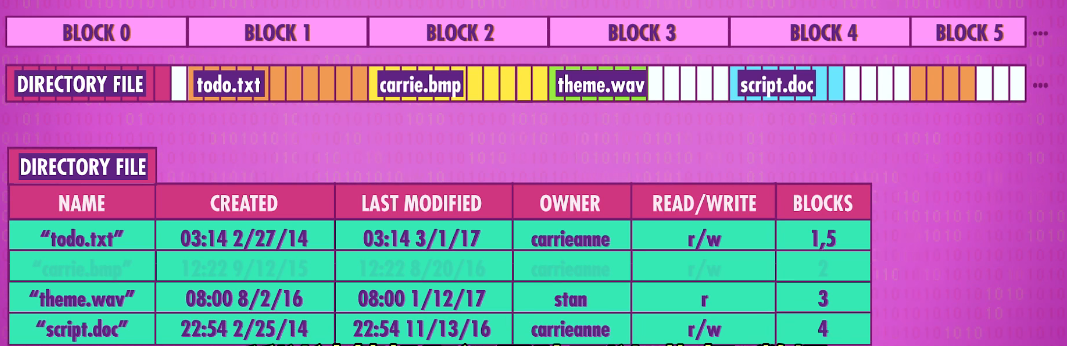 BLOCK 0 BLOCK 1 BLOCK 2 BLOCK 3 BLOCK 4 BLOCK 5 ...
DIRECTORY FILE todo.txt carrie.bmp theme.wav script.doc ...
DIRECTORY FILE
NAME CREATED LAST MODIFIED OWNER READ/WRITE BLOCKS
“todo.txt” 03:14 2/27/14 03:14 3/1/17 carrieanne r/w 1,5
“carrie.bmp” 12:22 9/12/15 12:22 8/20/16 carrieanne r/w 2
“theme.wav” 08:00 8/2/16 08:00 1/12/17 stan r 3
“script.doc” 22:54 2/25/14 22:54 11/13/16 carrieanne r/w 4